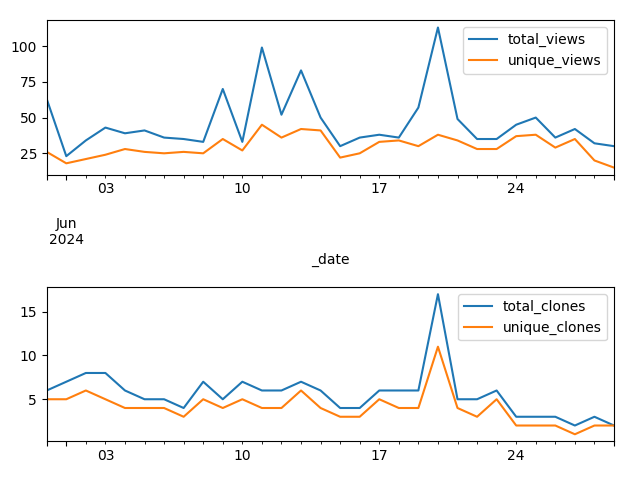 100
75
50
25
total_views
unique_views
03
10
17
24
Jun
2024
_date
15
10
5
total_clones
unique_clones
03
10
17
24